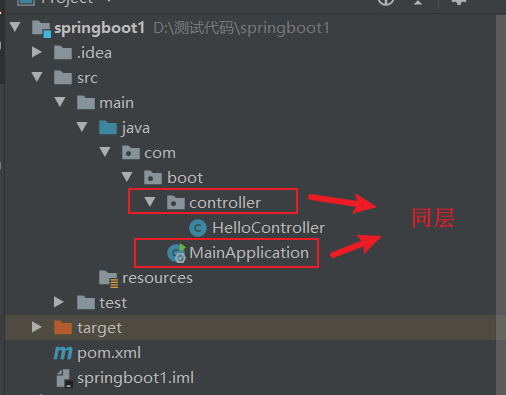 Project
springboot1 D:\测试代码\springboot1
.idea
src
main
java
com
boot
controller
HelloController
MainApplication
resources
test
target
pom.xml
springboot1.iml
同层